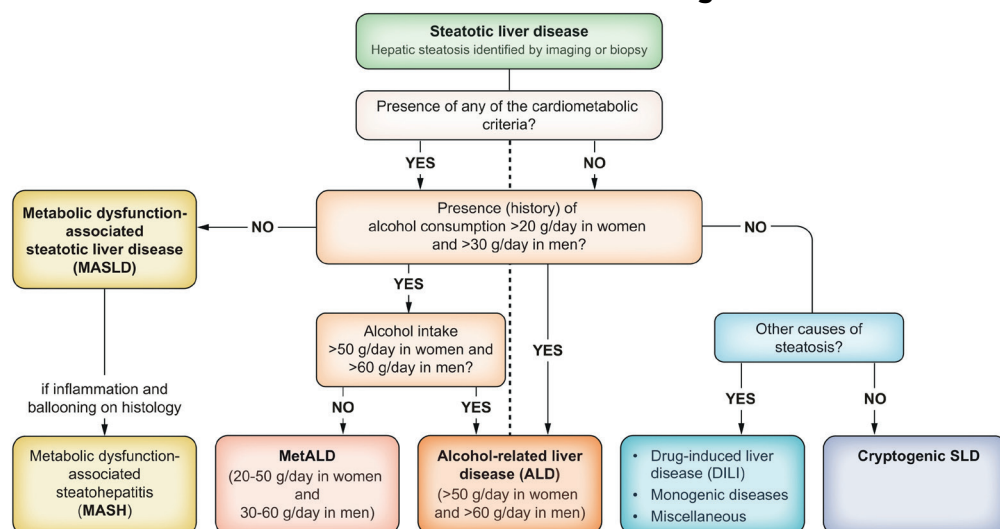 Steatotic liver disease
Hepatic steatosis identified by imaging or biopsy
Presence of any of the cardiometabolic
criteria?
YES
NO
Metabolic dysfunction-
associated
steatotic liver disease
(MASLD)
NO
Presence (history) of
alcohol consumption >20 g/day in women
and >30 g/day in men?
NO
YES
Alcohol intake
>50 g/day in women and
>60 g/day in men?
YES
Other causes of
steatosis?
if inflammation and
ballooning on histology
NO
YES
YES
NO
Metabolic dysfunction-
associated
steatohepatitis
(MASH)
MetALD
(20-50 g/day in women
and
30-60 g/day in men)
Alcohol-related liver
disease (ALD)
(>50 g/day in women
and >60 g/day in men)
• Drug-induced liver
disease (DILI)
• Monogenic diseases
• Miscellaneous
Cryptogenic SLD